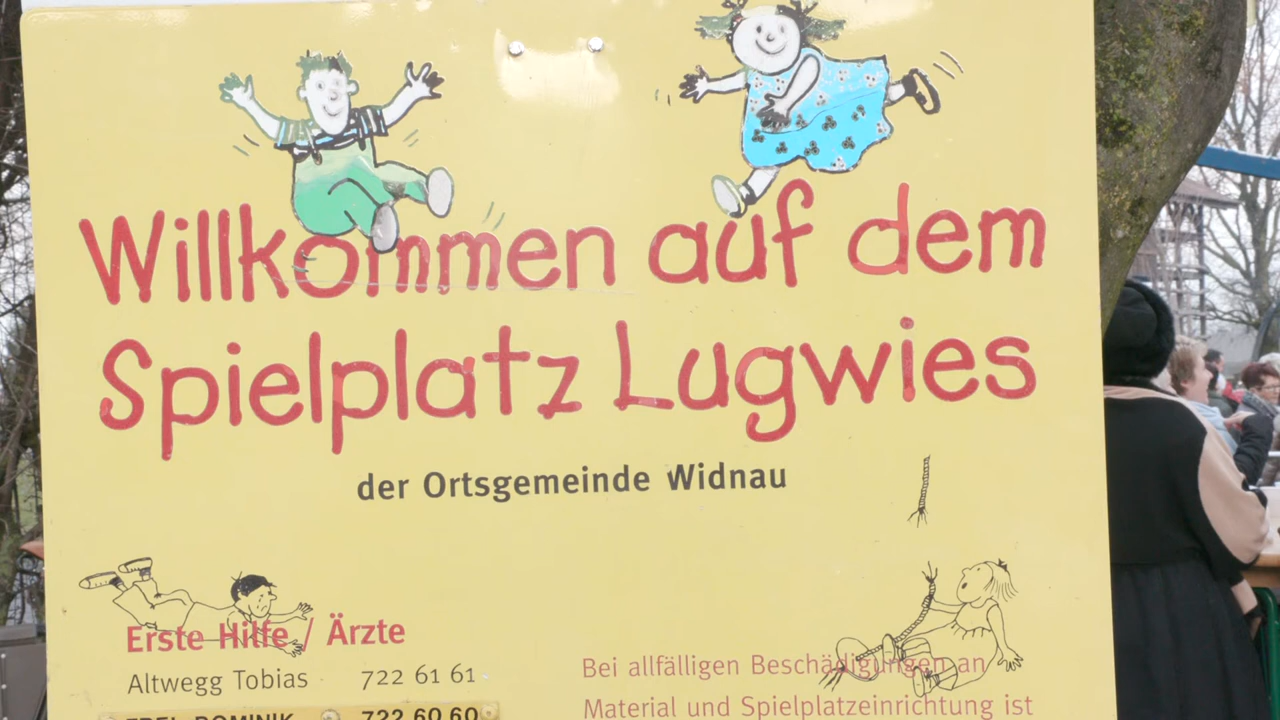 Willkommen auf dem
Spielplatz Lugwies
der Ortsgemeinde Widnau
Erste Hilfe / Ärzte
Altwegg Tobias 722 61 61
FREI DOMINIK 722 60 60
Bei allfälligen Beschädigungen an
Material und Spielplatzeinrichtung ist